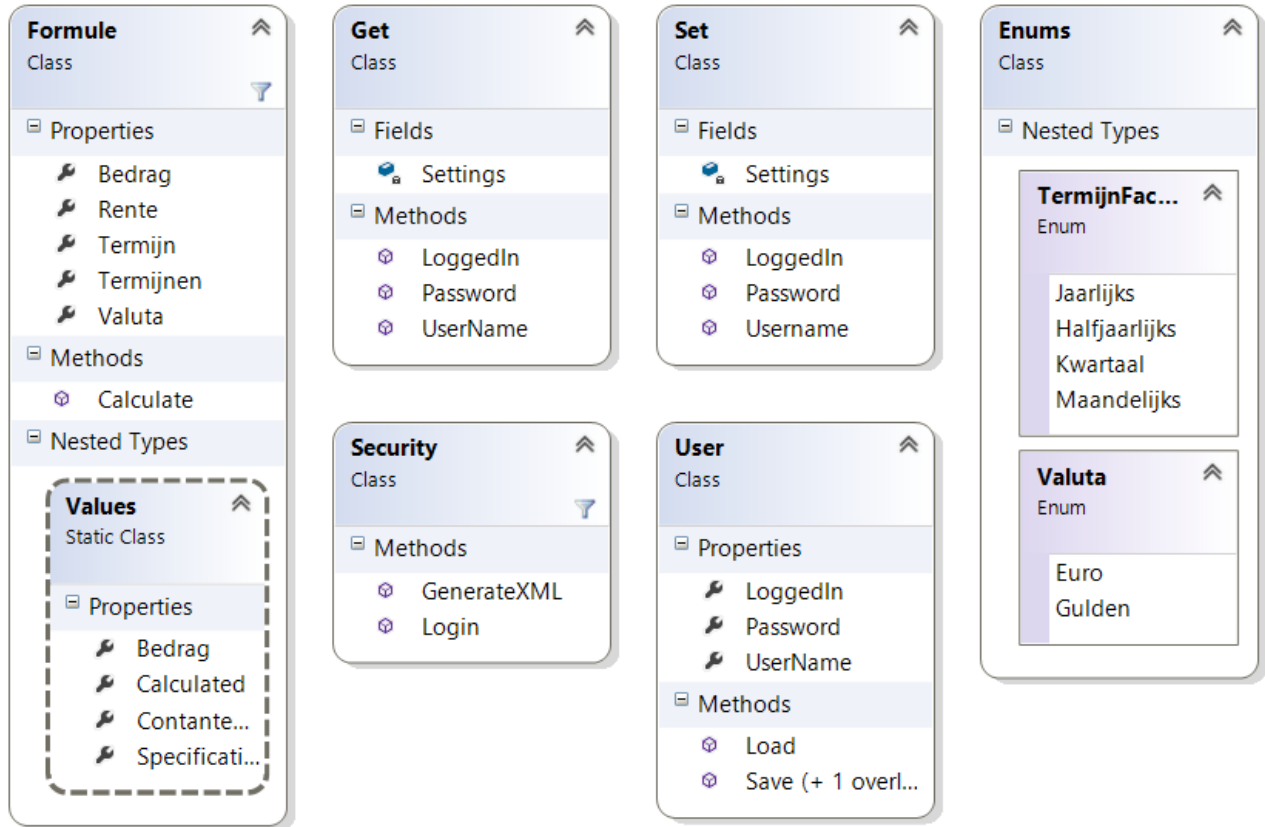 Formule
Class
Properties
Bedrag
Rente
Termijn
Termijnen
Valuta
Methods
Calculate
Nested Types
Values
Static Class
Properties
Bedrag
Calculated
Contante...
Specificati...
Get
Class
Fields
Settings
Methods
LoggedIn
Password
UserName
Set
Class
Fields
Settings
Methods
LoggedIn
Password
Username
Enums
Class
Nested Types
TermijnFac...
Enum
Jaarlijks
Halfjaarlijks
Kwartaal
Maandelijks
Valuta
Enum
Euro
Gulden
Security
Class
Methods
GenerateXML
Login
User
Class
Properties
LoggedIn
Password
UserName
Methods
Load
Save (+ 1 overl...